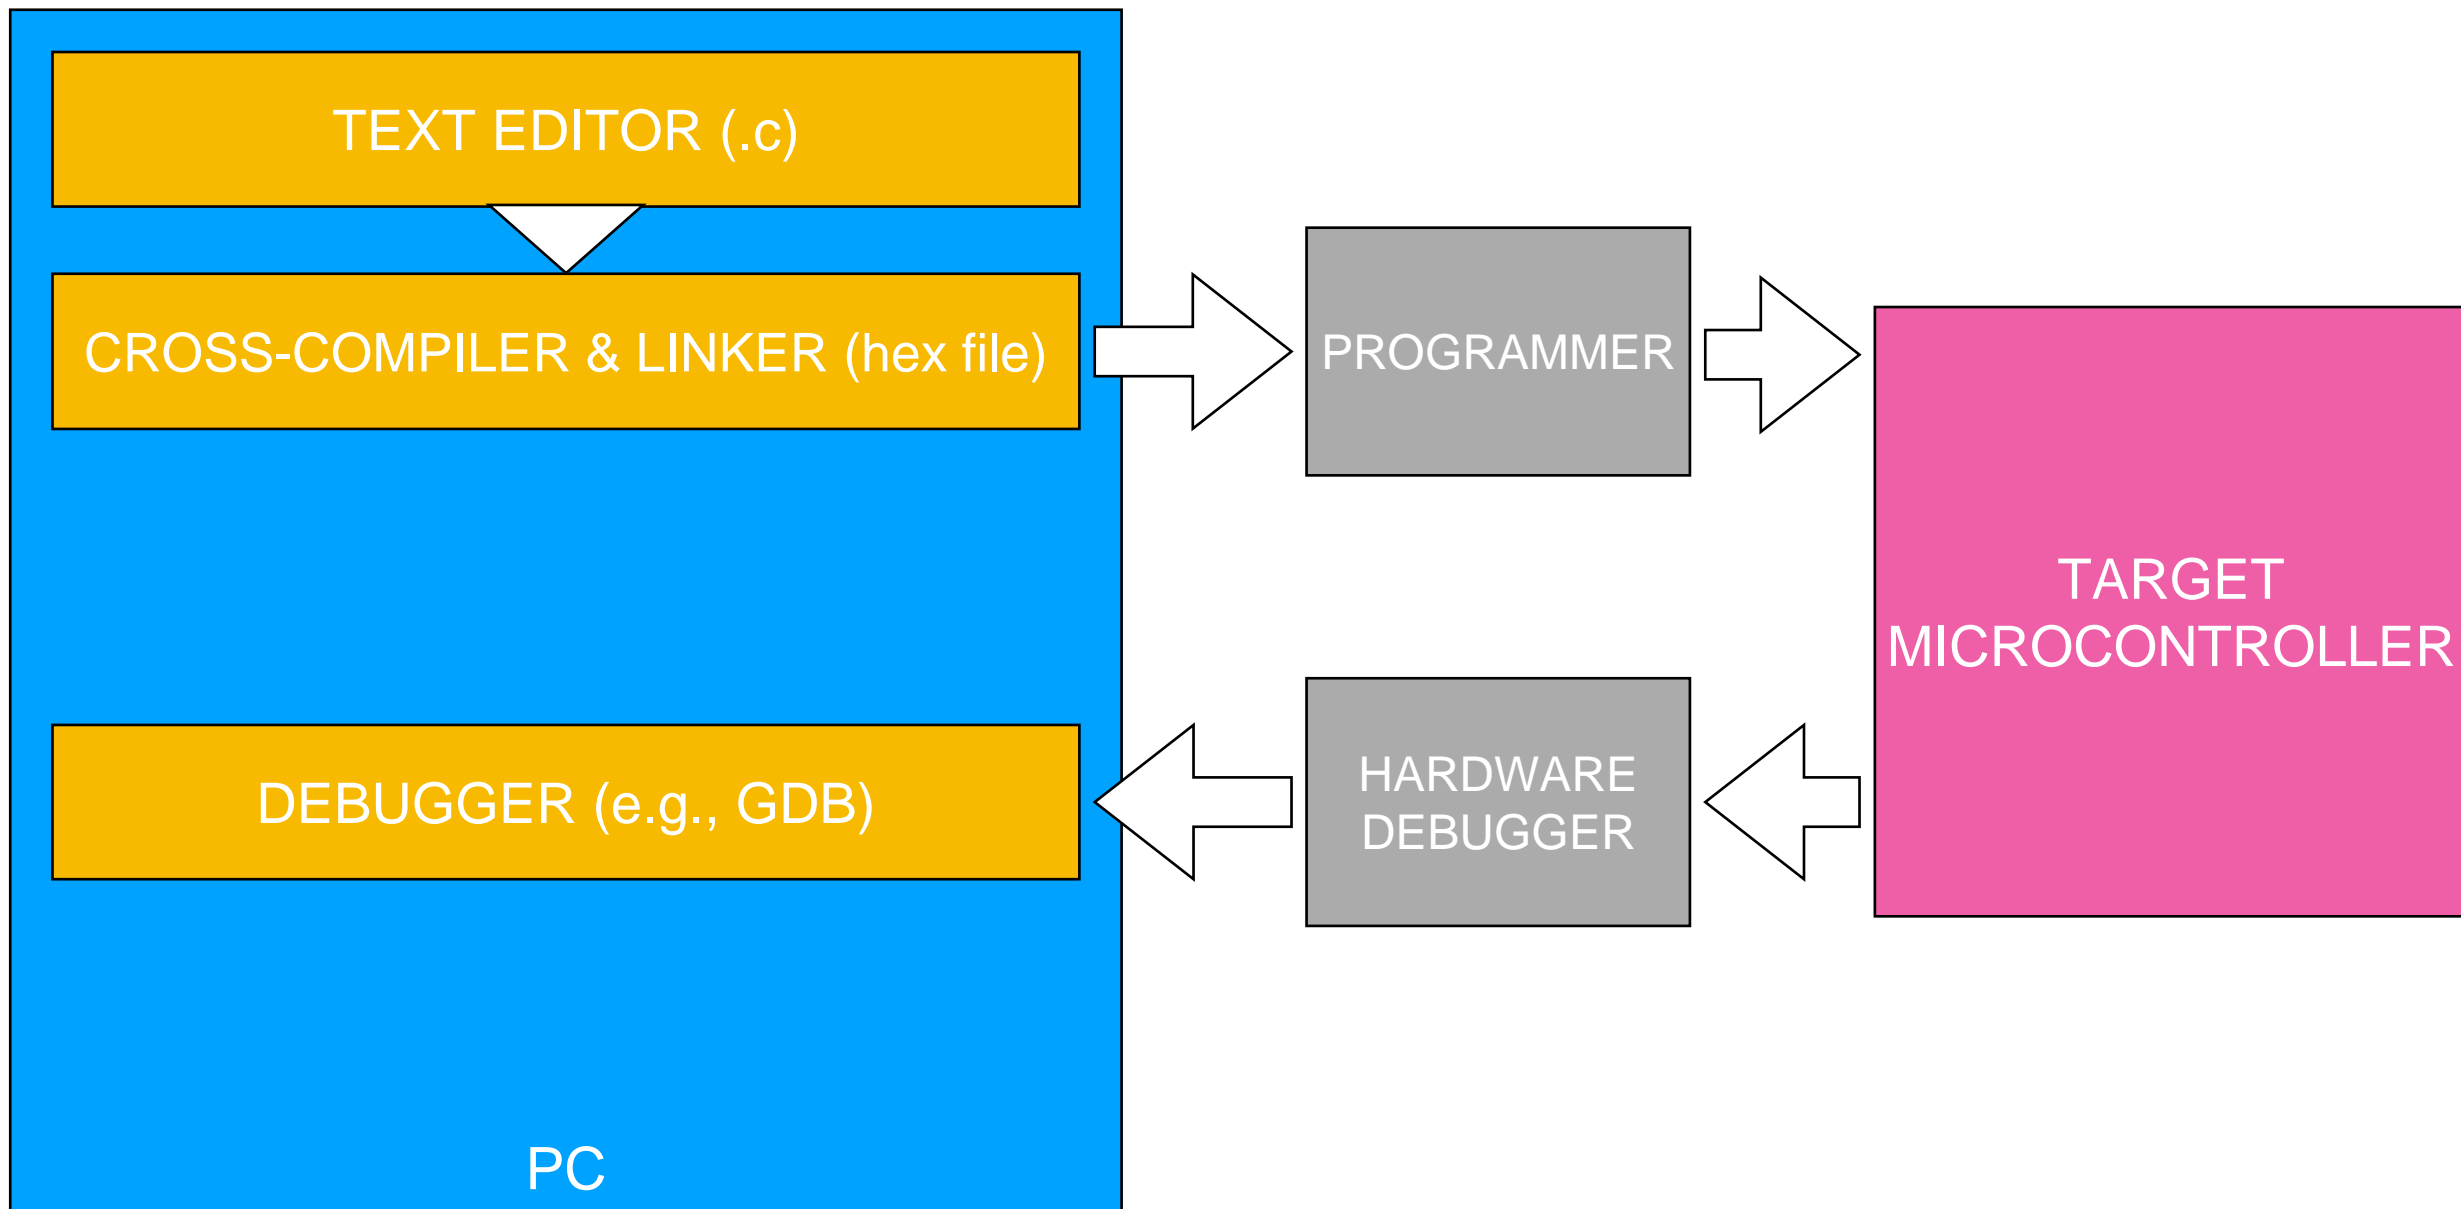 TEXT EDITOR (.c)
CROSS-COMPILER & LINKER (hex file)
PROGRAMMER
TARGET
MICROCONTROLLER
DEBUGGER (e.g., GDB)
HARDWARE
DEBUGGER
PC